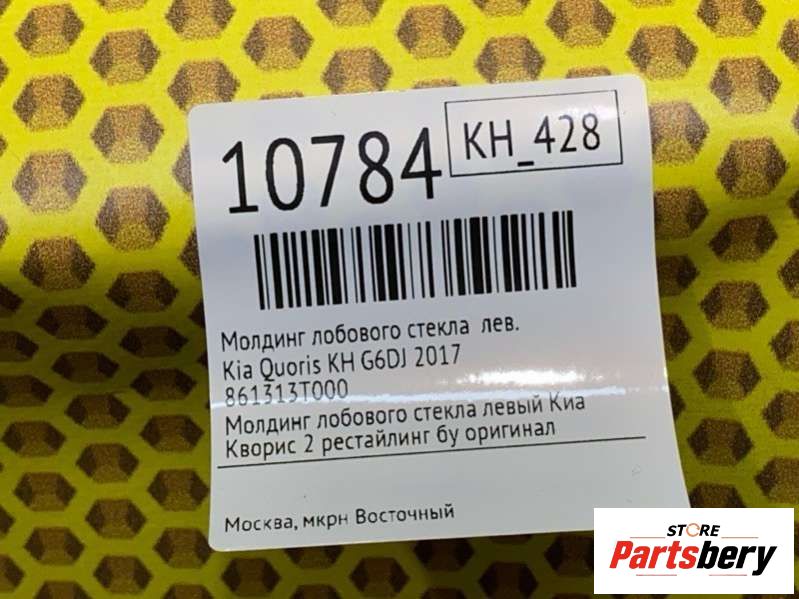 10784
KH_428
Молдинг лобового стекла лев.
Kia Quoris KH G6DJ 2017
861313T000
Молдинг лобового стекла левый Киа
Кворис 2 рестайлинг бу оригинал
Москва, мкрн Восточный
STORE
Partsbery